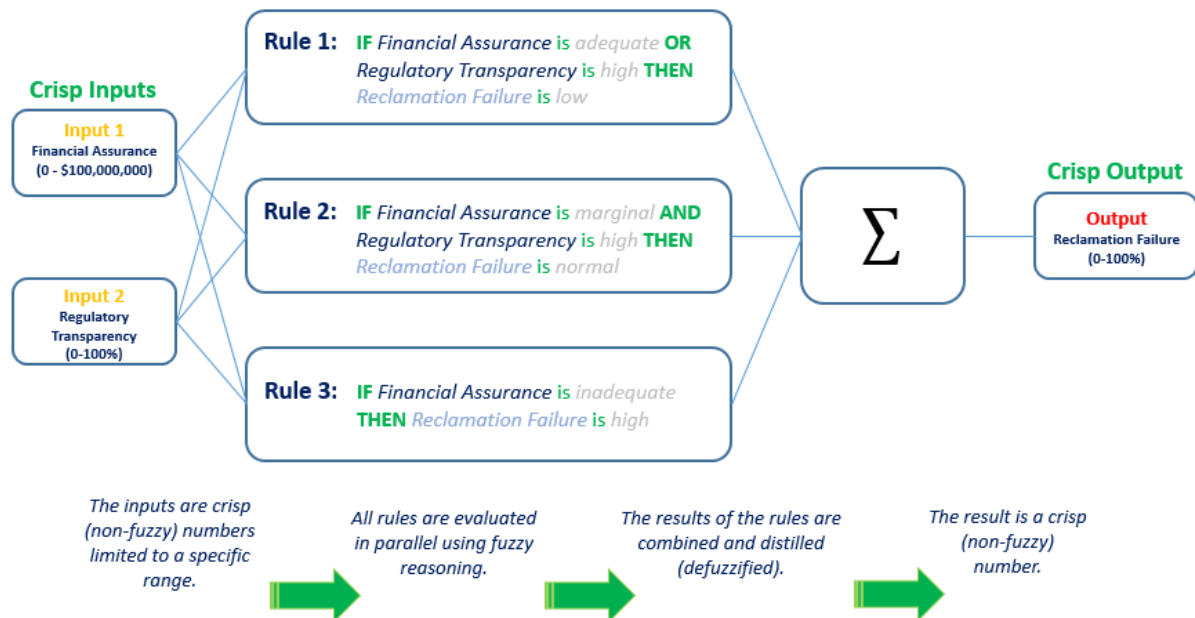 Crisp Inputs
Input 1
Financial Assurance
(0 - $100,000,000)
Input 2
Regulatory
Transparency
(0-100%)
Rule 1: IF Financial Assurance is adequate OR
Regulatory Transparency is high THEN
Reclamation Failure is low
Rule 2: IF Financial Assurance is marginal AND
Regulatory Transparency is high THEN
Reclamation Failure is normal
Rule 3: IF Financial Assurance is inadequate
THEN Reclamation Failure is high
∑
Crisp Output
Output
Reclamation Failure
(0-100%)
The inputs are crisp
(non-fuzzy) numbers
limited to a specific
range.
All rules are evaluated
in parallel using fuzzy
reasoning.
The results of the rules are
combined and distilled
(defuzzified).
The result is a crisp
(non-fuzzy)
number.